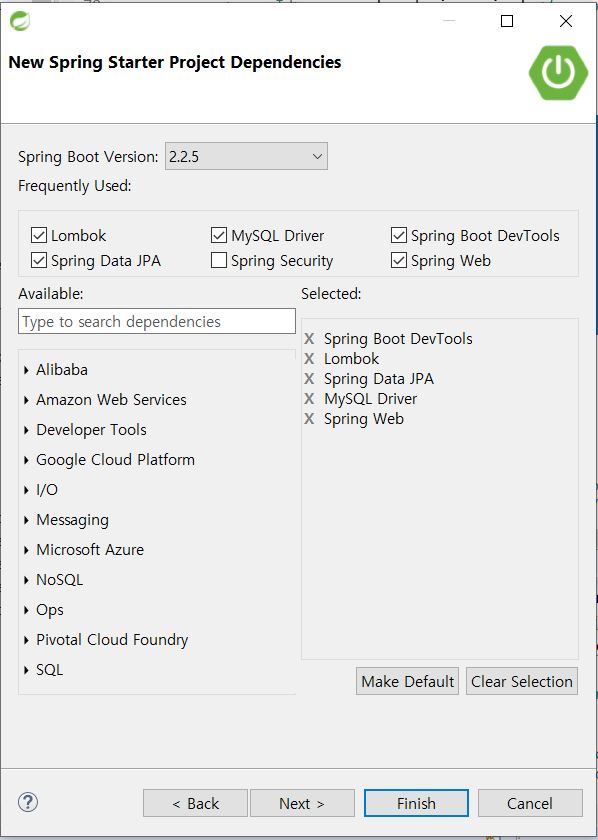 New Spring Starter Project Dependencies
Spring Boot Version: 2.2.5
Frequently Used:
Lombok MySQL Driver Spring Boot DevTools
Spring Data JPA Spring Security Spring Web
Available: Selected:
Type to search dependencies
X Spring Boot DevTools
X Lombok
X Spring Data JPA
X MySQL Driver
X Spring Web
Alibaba
Amazon Web Services
Developer Tools
Google Cloud Platform
I/O
Messaging
Microsoft Azure
NoSQL
Ops
Pivotal Cloud Foundry
SQL
Make Default Clear Selection
? < Back Next > Finish Cancel